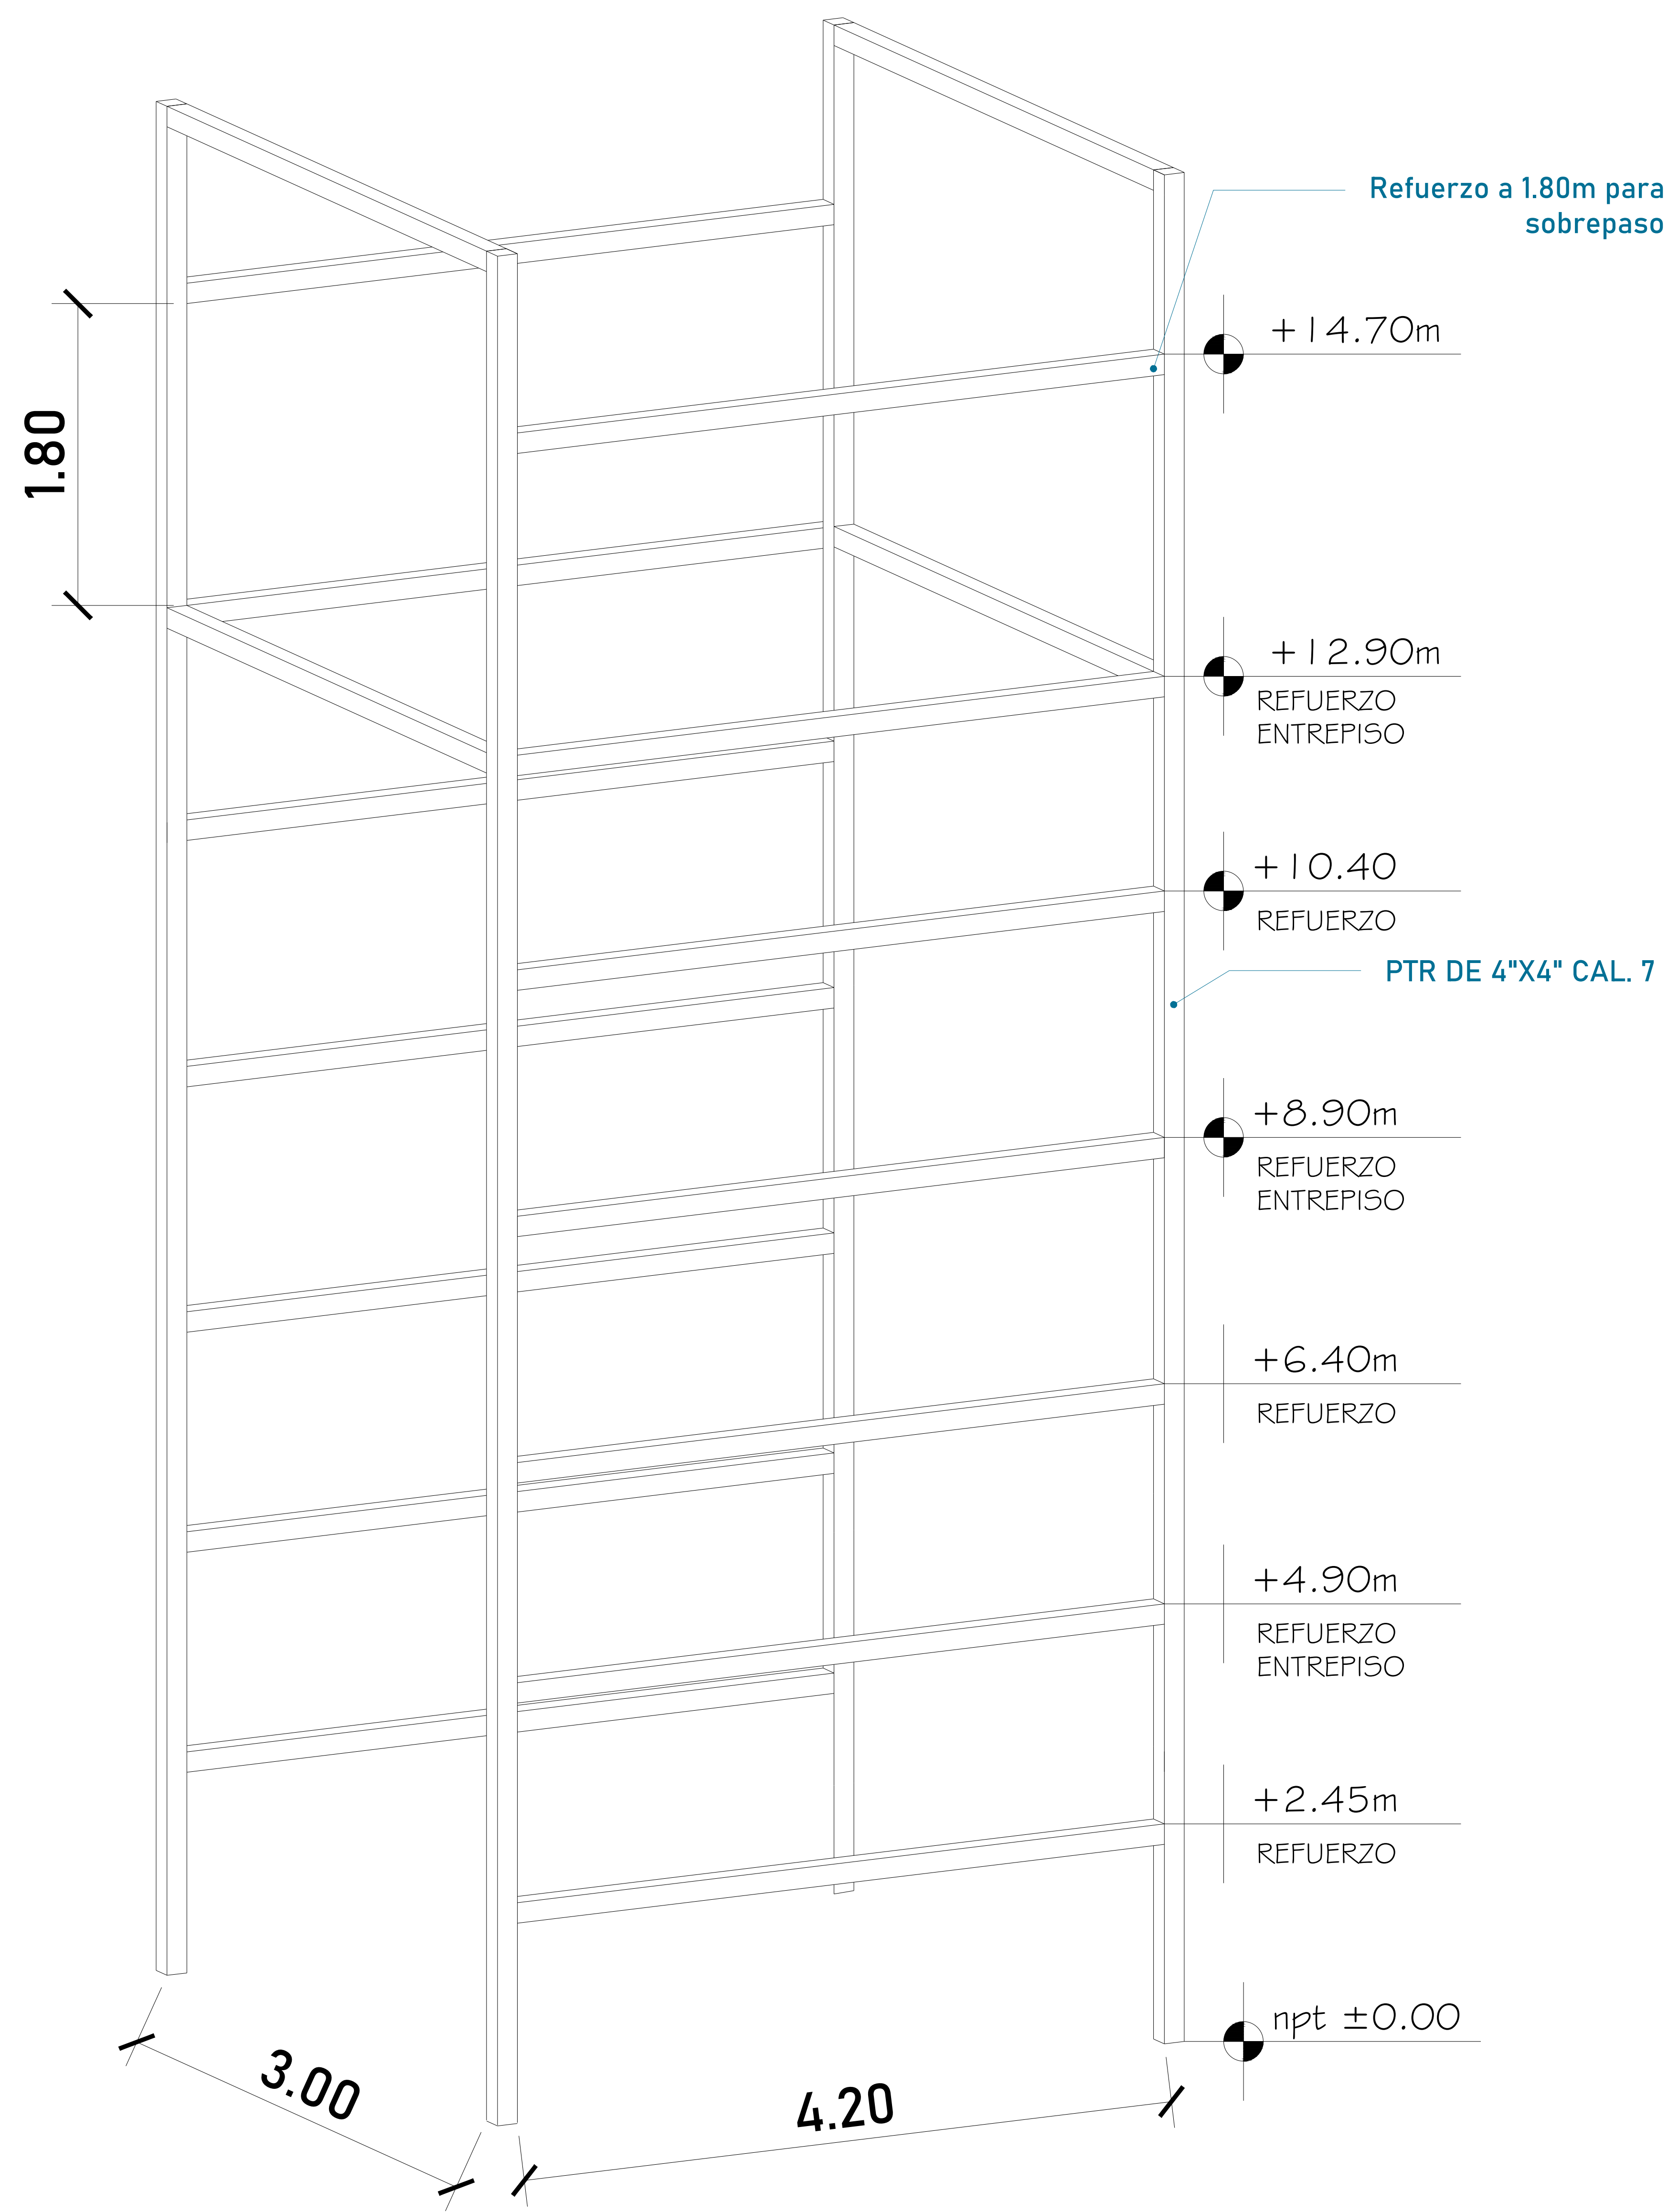 Refuerzo a 1.80m para
sobrepaso
+14.70m
1.80
+12.90m
REFUERZO
ENTREPISO
+10.40
REFUERZO
PTR DE 4"X4" CAL. 7
+8.90m
REFUERZO
ENTREPISO
+6.40m
REFUERZO
+4.90m
REFUERZO
ENTREPISO
+2.45m
REFUERZO
npt ±0.00
3.00
4.20